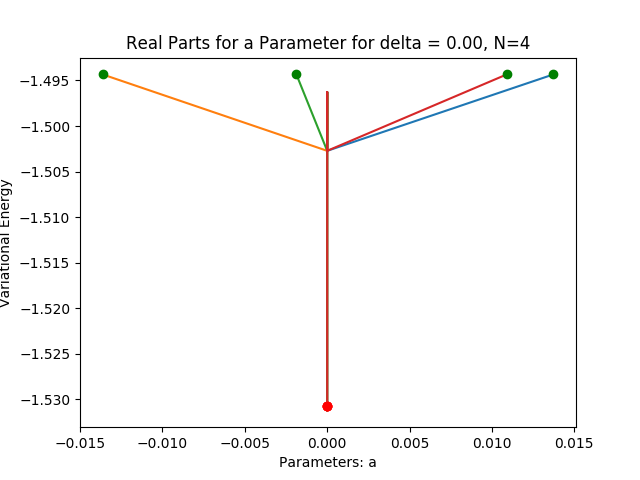 Real Parts for a Parameter for delta = 0.00, N=4
Variational Energy
−1.495
−1.500
−1.505
−1.510
−1.515
−1.520
−1.525
−1.530
−0.015 −0.010 −0.005 0.000 0.005 0.010 0.015
Parameters: a